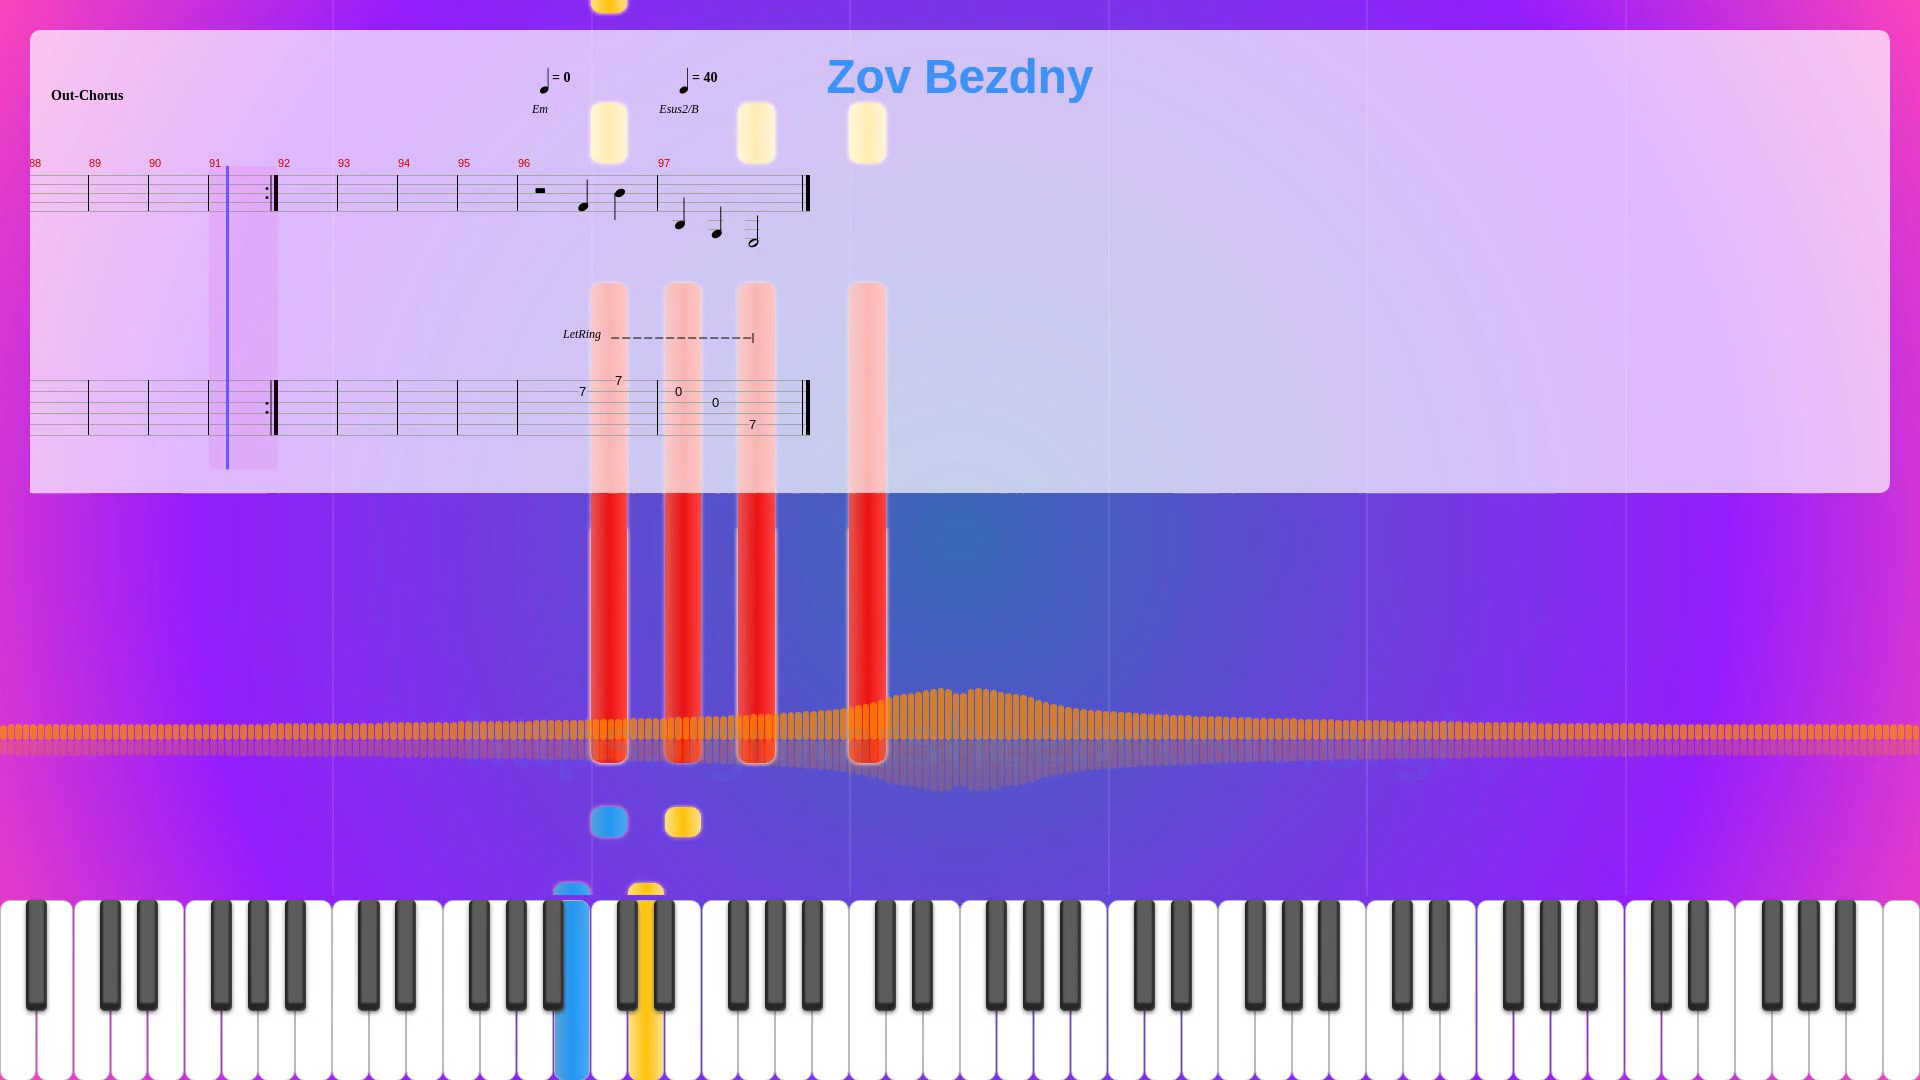 Zov Bezdny
= 0
= 40
Out-Chorus
Em
Esus2/B
88 89 90 91 92 93 94 95 96 97
LetRing
7 7 0 0 7